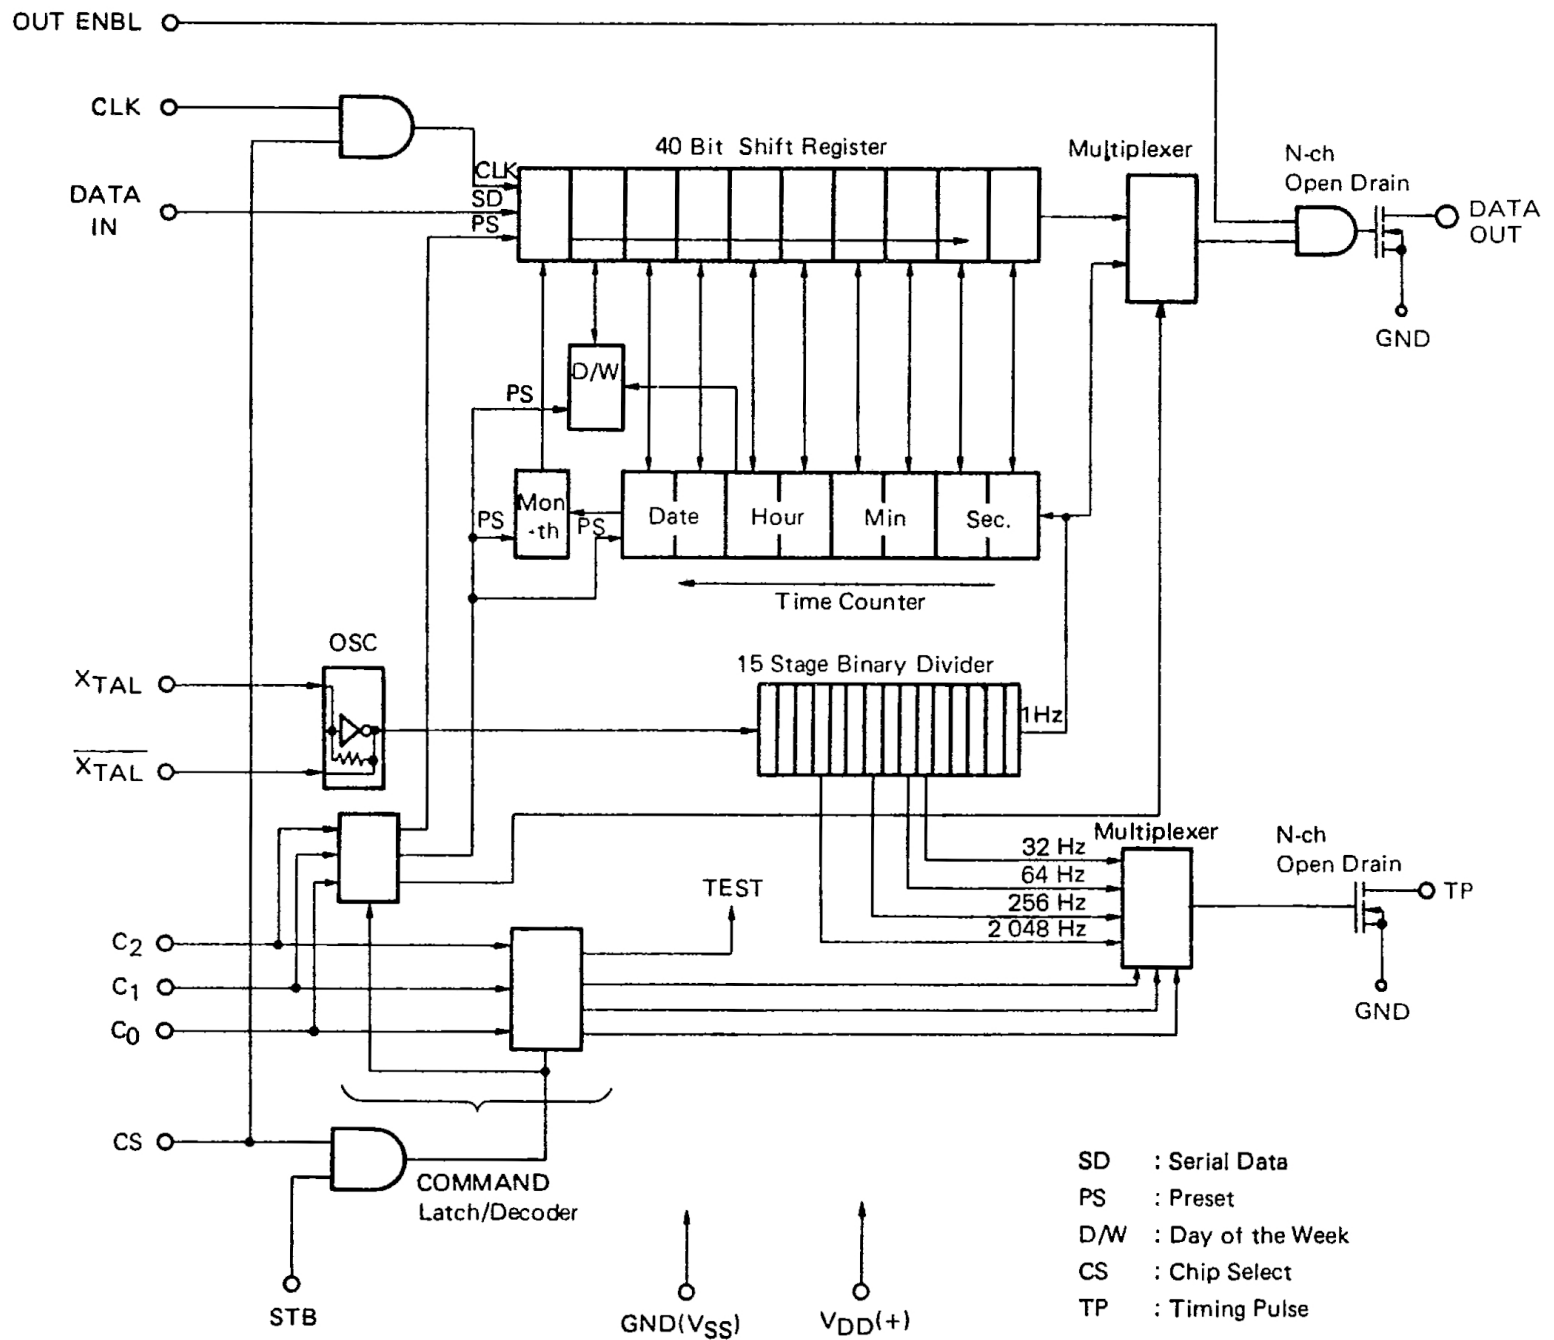 OUT ENBL
CLK
40 Bit Shift Register
Multiplexer
N-ch
Open Drain
CLK
DATA
IN
SD
PS
DATA
OUT
GND
D/W
PS
Mon
-th
PS
PS
Date
Hour
Min
Sec.
Time Counter
OSC
15 Stage Binary Divider
XTAL
1Hz
XTAL
Multiplexer
N-ch
Open Drain
32 Hz
64 Hz
256 Hz
2 048 Hz
TEST
TP
C2
C1
C0
GND
CS
COMMAND
Latch/Decoder
STB
GND(VSS)
VDD(+)
SD : Serial Data
PS : Preset
D/W : Day of the Week
CS : Chip Select
TP : Timing Pulse